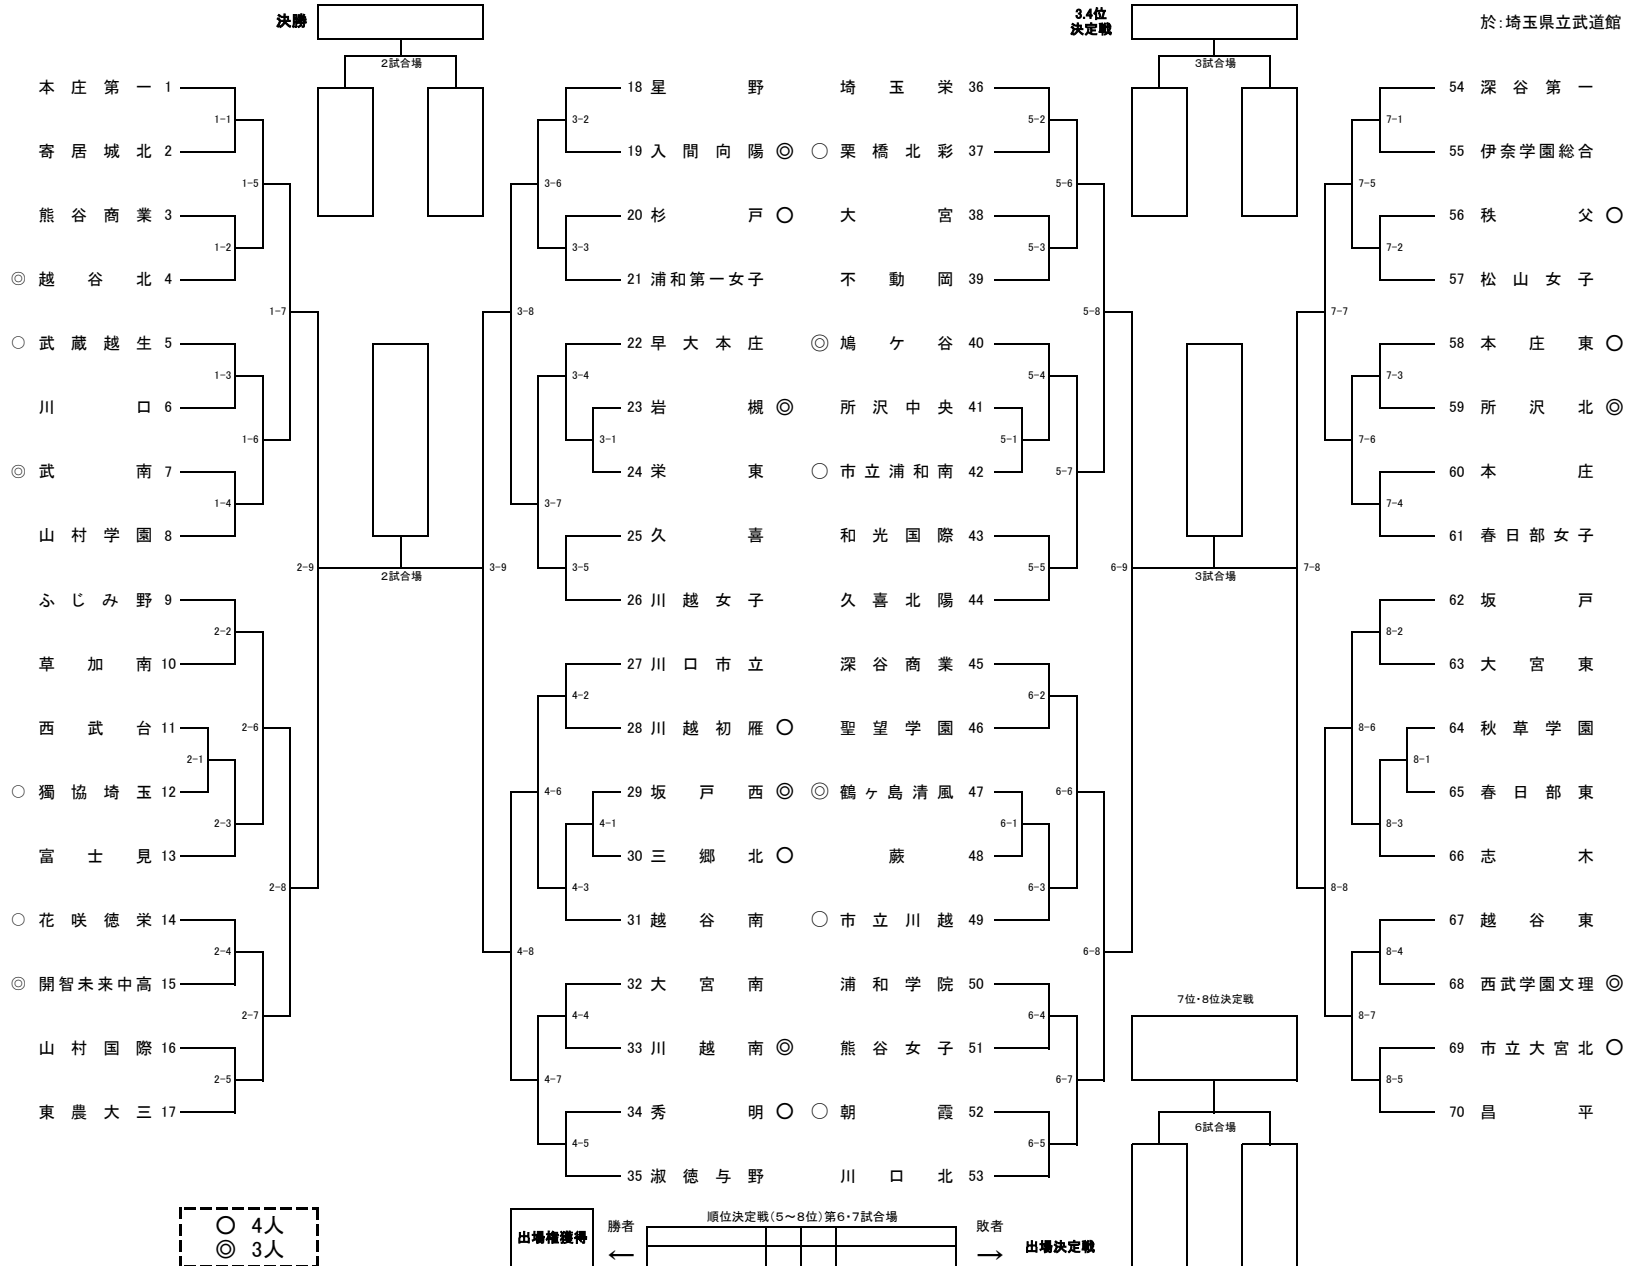 決勝
3.4位
決定戦
於:埼玉県立武道館
2試合場
3試合場
本庄第一 1
1-1
寄居城北 2
1-5
熊谷商業 3
1-2
◎ 越谷北 4
1-7
○ 武蔵越生 5
1-3
川口 6
1-6
◎ 武南 7
1-4
山村学園 8
2-9
ふじみ野 9
2-2
草加南 10
2-6
西武台 11
2-1
○ 獨協埼玉 12
2-3
富士見 13
2-8
○ 花咲徳栄 14
2-4
◎ 開智未来中高 15
2-7
山村国際 16
2-5
東農大三 17
2試合場
18 星野
3-2
19 入間向陽 ◎
3-6
20 杉戸 ○
3-3
21 浦和第一女子
3-8
22 早大本庄
3-4
23 岩槻 ◎
3-1
24 栄東
3-7
25 久喜
3-5
26 川越女子
3-9
27 川口市立
4-2
28 川越初雁 ○
4-6
29 坂戸西 ◎
4-1
30 三郷北 ○
4-3
31 越谷南
4-8
32 大宮南
4-4
33 川越南 ◎
4-7
34 秀明 ○
4-5
35 淑徳与野
埼玉栄 36
5-2
○ 栗橋北彩 37
5-6
大宮 38
5-3
不動岡 39
5-8
◎ 鳩ケ谷 40
5-4
所沢中央 41
5-1
○ 市立浦和南 42
5-7
和光国際 43
5-5
久喜北陽 44
6-9
深谷商業 45
6-2
聖望学園 46
6-6
◎ 鶴ヶ島清風 47
6-1
蕨 48
6-3
○ 市立川越 49
6-8
浦和学院 50
6-4
熊谷女子 51
6-7
○ 朝霞 52
6-5
川口北 53
3試合場
54 深谷第一
7-1
55 伊奈学園総合
7-5
56 秩父 ○
7-2
57 松山女子
7-7
58 本庄東 ○
7-3
59 所沢北 ◎
7-6
60 本庄
7-4
61 春日部女子
7-8
62 坂戸
8-2
63 大宮東
8-6
64 秋草学園
8-1
65 春日部東
8-3
66 志木
8-8
67 越谷東
8-4
68 西武学園文理 ◎
8-7
69 市立大宮北 ○
8-5
70 昌平
7位・8位決定戦
6試合場
○ 4人
◎ 3人
出場権獲得
勝者
←
順位決定戦(5～8位)第6・7試合場
敗者
→
出場決定戦